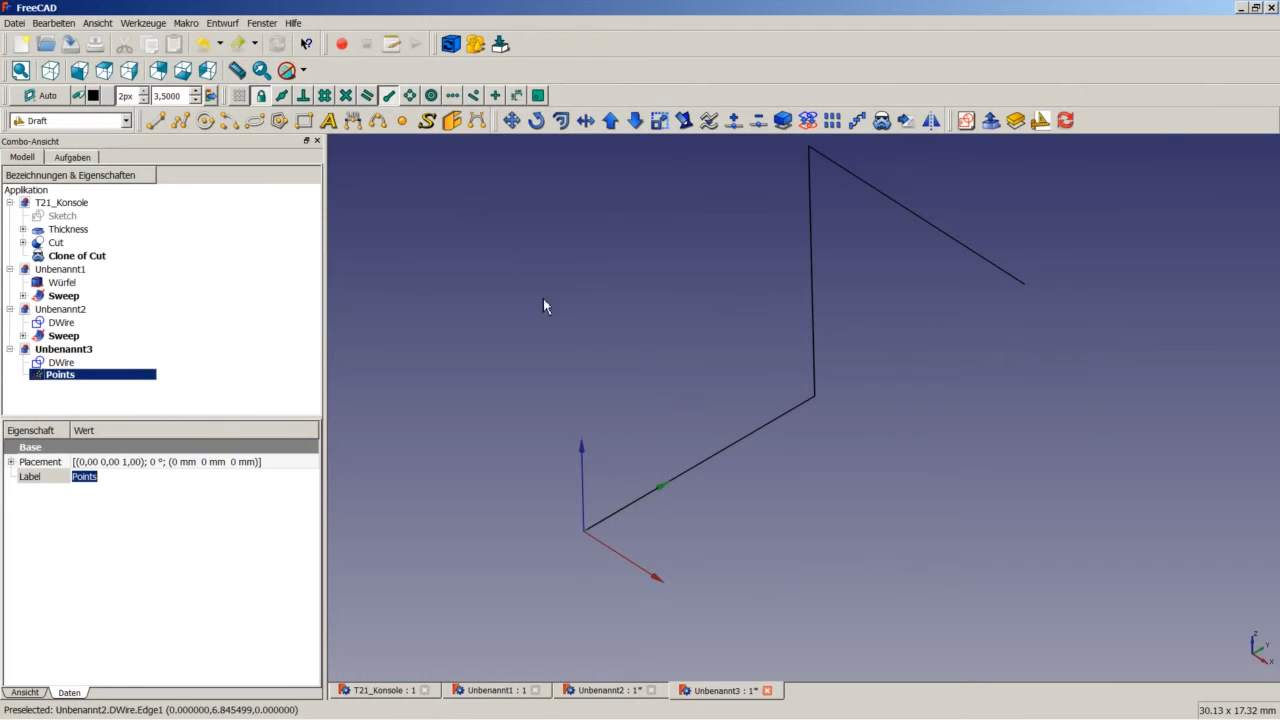 FreeCAD
Datei Bearbeiten Ansicht Werkzeuge Makro Entwurf Fenster Hilfe
Auto 2px 3,5000
Draft
Combo-Ansicht
Modell Aufgaben
Bezeichnungen & Eigenschaften
Applikation
T21_Konsole
Sketch
Thickness
Cut
Clone of Cut
Unbenannt1
Würfel
Sweep
Unbenannt2
DWire
Sweep
Unbenannt3
DWire
Points
Eigenschaft Wert
Base
Placement [(0,00 0,00 1,00); 0 °; (0 mm 0 mm 0 mm)]
Label Points
Z
Y
X
Ansicht Daten
T21_Konsole : 1 Unbenannt1 : 1 Unbenannt2 : 1* Unbenannt3 : 1*
Preselected: Unbenannt2.DWire.Edge1 (0.000000,6.845499,0.000000) 30.13 x 17.32 mm